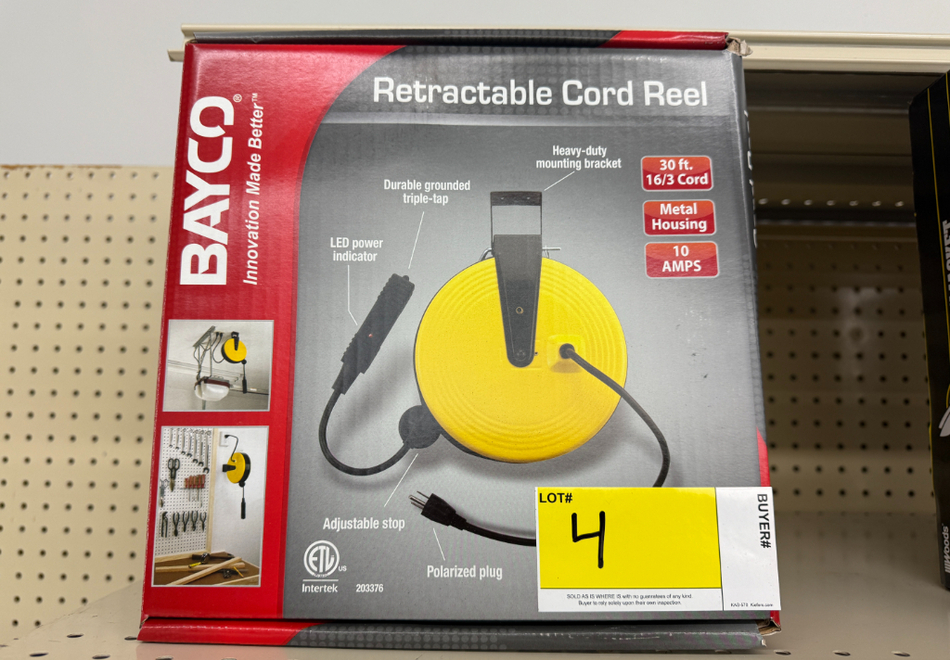 BAYCO®
Innovation Made Better™
Retractable Cord Reel
Heavy-duty
mounting bracket
30 ft.
16/3 Cord
Durable grounded
triple-tap
Metal
Housing
LED power
indicator
10
AMPS
Adjustable stop
Polarized plug
ETL
US
Intertek
203376
LOT#
4
BUYER#
SOLD AS IS WHERE IS with no guarantees of any kind.
Buyer to rely solely upon their own inspection.